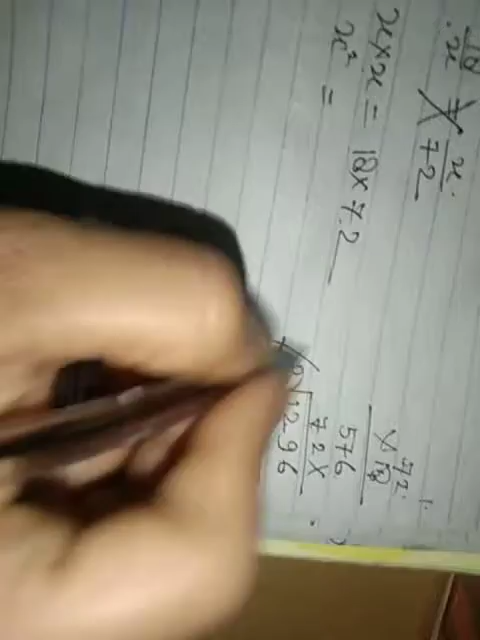 18/x = x/72
x × x = 18 × 72
x² =
72
× 18
576
72×
1296